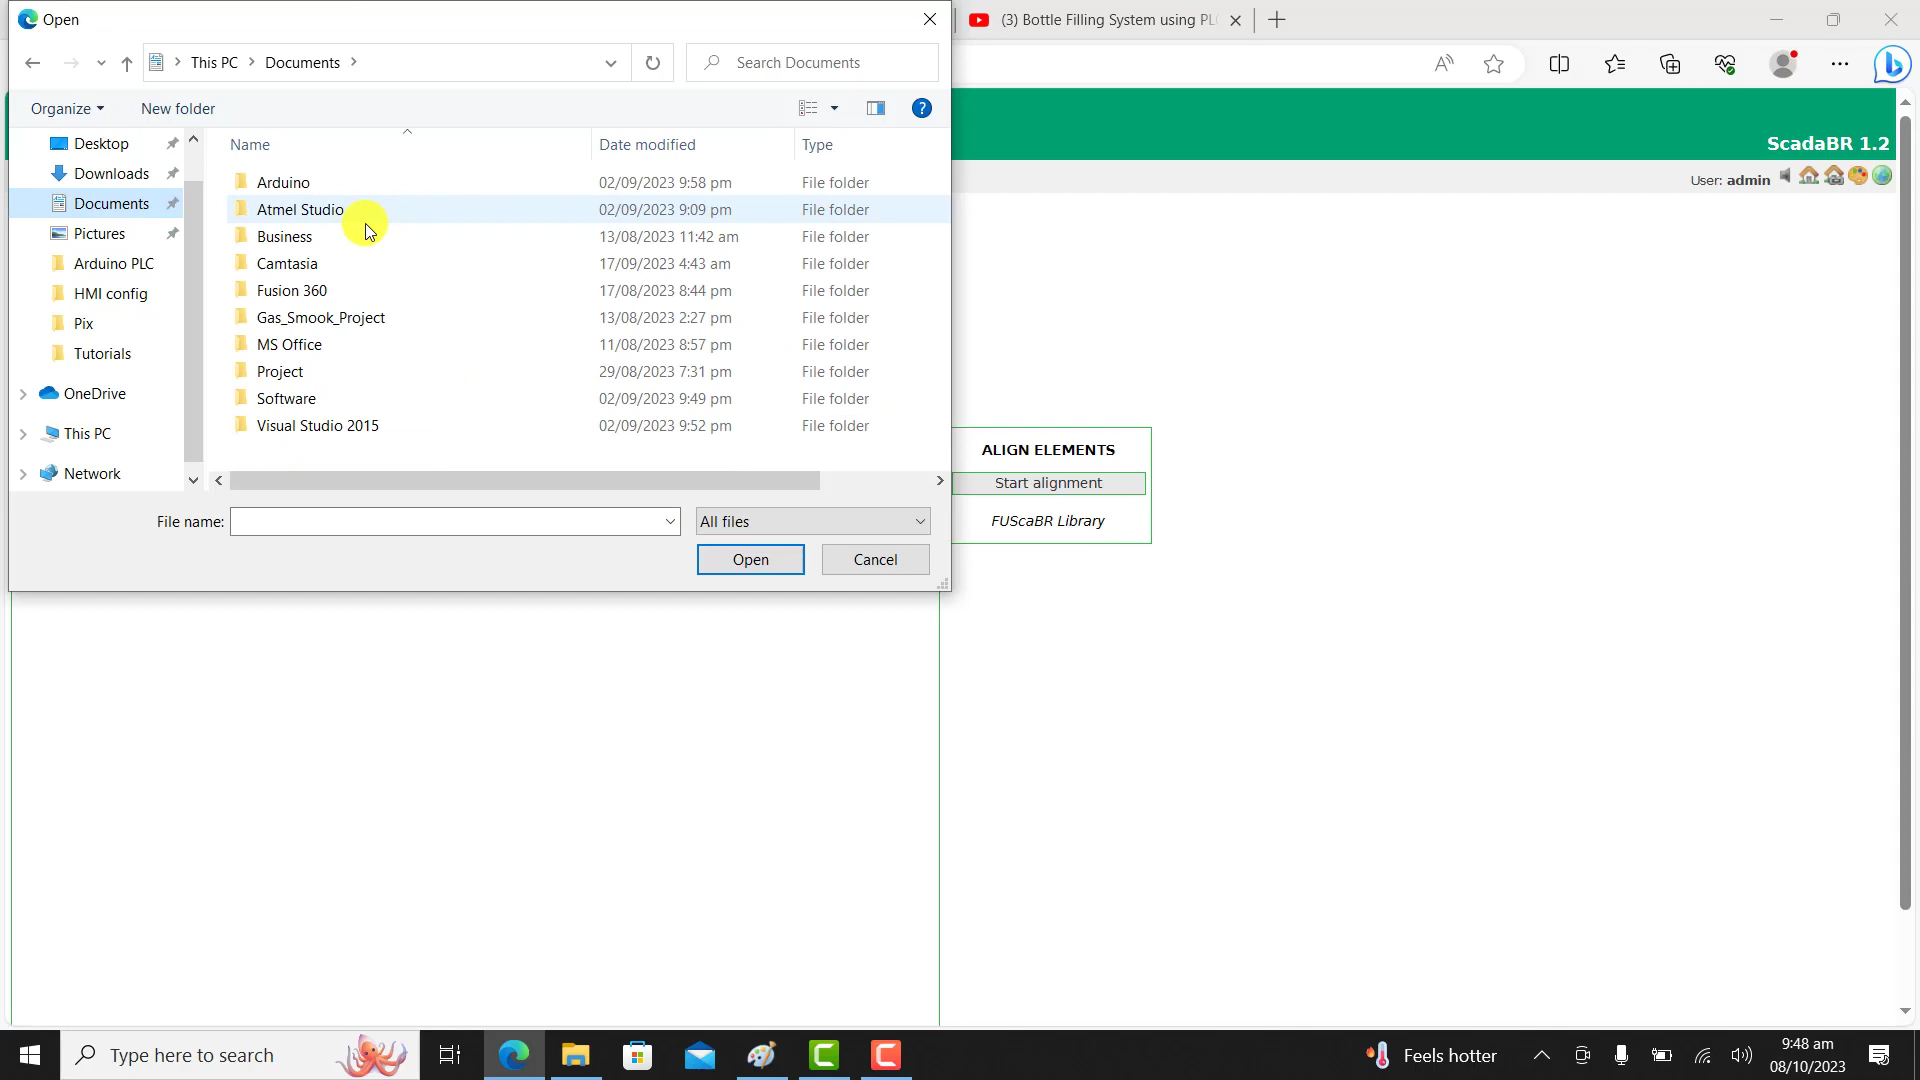 Open
(3) Bottle Filling System using PL
This PC > Documents >
Search Documents
Organize
New folder
ScadaBR 1.2
User: admin
Desktop
Downloads
Documents
Pictures
Arduino PLC
HMI config
Pix
Tutorials
OneDrive
This PC
Network
Name Date modified Type
Arduino 02/09/2023 9:58 pm File folder
Atmel Studio 02/09/2023 9:09 pm File folder
Business 13/08/2023 11:42 am File folder
Camtasia 17/09/2023 4:43 am File folder
Fusion 360 17/08/2023 8:44 pm File folder
Gas_Smook_Project 13/08/2023 2:27 pm File folder
MS Office 11/08/2023 8:57 pm File folder
Project 29/08/2023 7:31 pm File folder
Software 02/09/2023 9:49 pm File folder
Visual Studio 2015 02/09/2023 9:52 pm File folder
File name:
All files
Open
Cancel
ALIGN ELEMENTS
Start alignment
FUScaBR Library
Type here to search
Feels hotter
9:48 am
08/10/2023